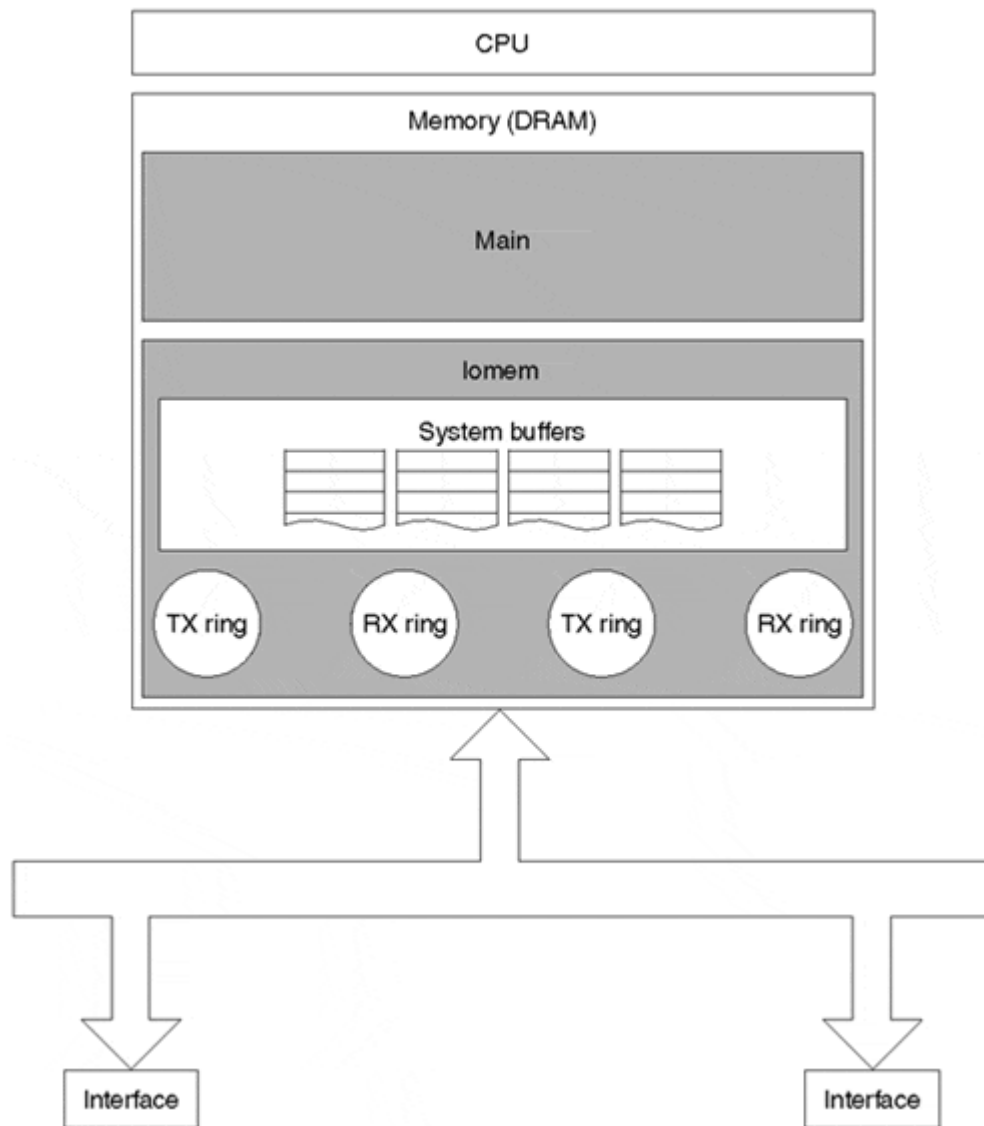 CPU
Memory (DRAM)
Main
Iomem
System buffers
TX ring
RX ring
TX ring
RX ring
Interface
Interface